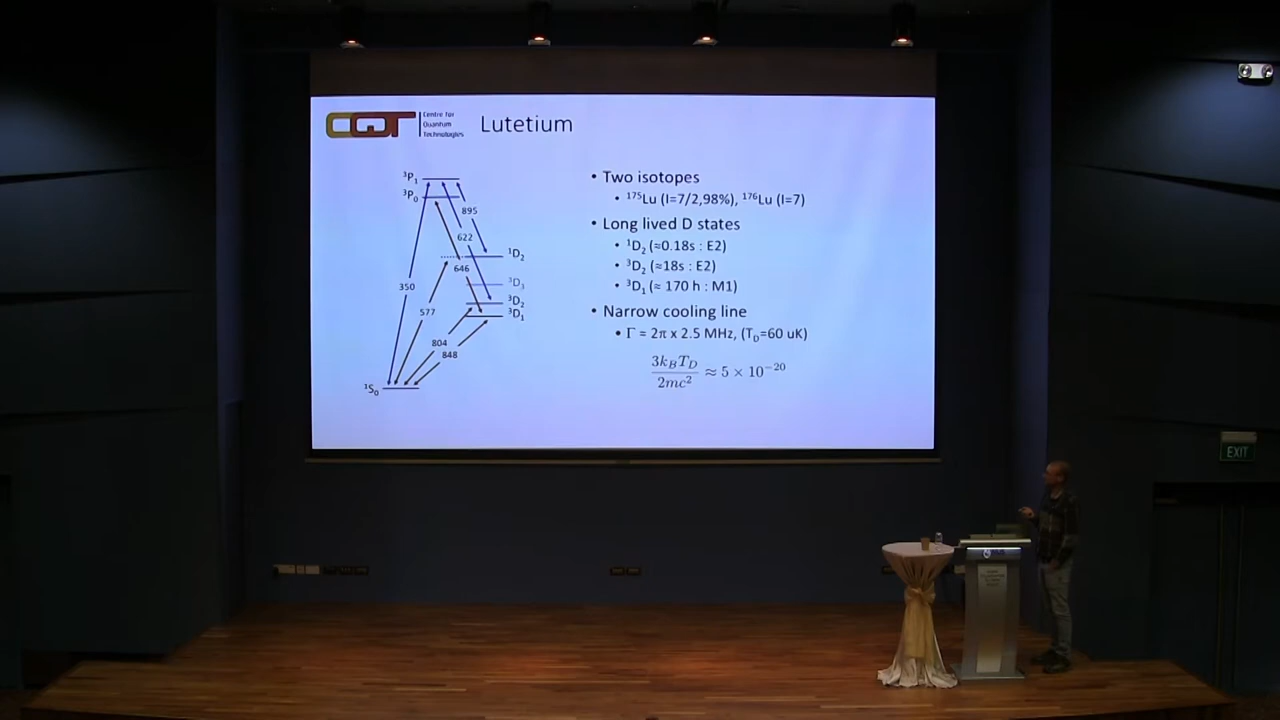 CQT
Centre for
Quantum
Technologies
Lutetium
³P₁
³P₀
895
622
¹D₂
646
³D₃
350
³D₂
577
³D₁
804
848
¹S₀
• Two isotopes
• ¹⁷⁵Lu (I=7/2,98%), ¹⁷⁶Lu (I=7)
• Long lived D states
• ¹D₂ (≈0.18s : E2)
• ³D₂ (≈18s : E2)
• ³D₁ (≈ 170 h : M1)
• Narrow cooling line
• Γ = 2π x 2.5 MHz, (T_D=60 uK)
3k_BT_D / 2mc² ≈ 5 × 10⁻²⁰
EXIT